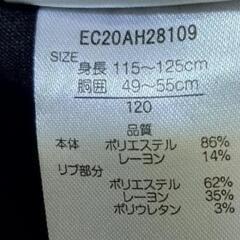 EC20AH28109
SIZE
身長 115～125cm
胴囲 49～55cm
120
品質
本体 ポリエステル 86%
レーヨン 14%
リブ部分
ポリエステル 62%
レーヨン 35%
ポリウレタン 3%